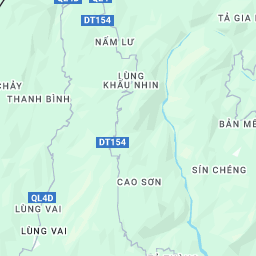 QL4D
DT154
TẢ GIA
NẤM LƯ
LÙNG
KHẤU NHIN
CHẢY
THANH BÌNH
BẢN
DT154
SÍN CHÉNG
CAO SƠN
QL4D
LÙNG VAI
LÙNG VAI